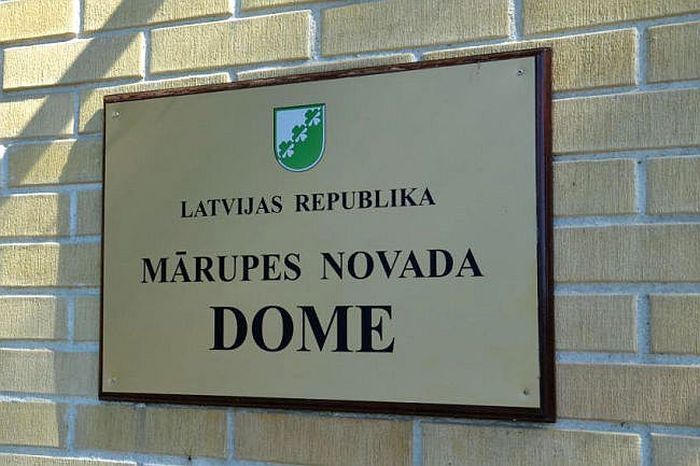 LATVIJAS REPUBLIKA
MĀRUPES NOVADA
DOME